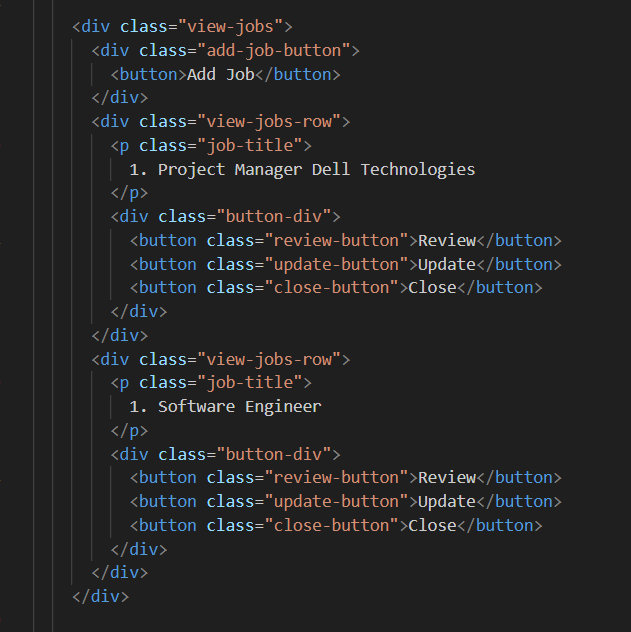 <div class="view-jobs">
<div class="add-job-button">
<button>Add Job</button>
</div>
<div class="view-jobs-row">
<p class="job-title">
1. Project Manager Dell Technologies
</p>
<div class="button-div">
<button class="review-button">Review</button>
<button class="update-button">Update</button>
<button class="close-button">Close</button>
</div>
</div>
<div class="view-jobs-row">
<p class="job-title">
1. Software Engineer
</p>
<div class="button-div">
<button class="review-button">Review</button>
<button class="update-button">Update</button>
<button class="close-button">Close</button>
</div>
</div>
</div>